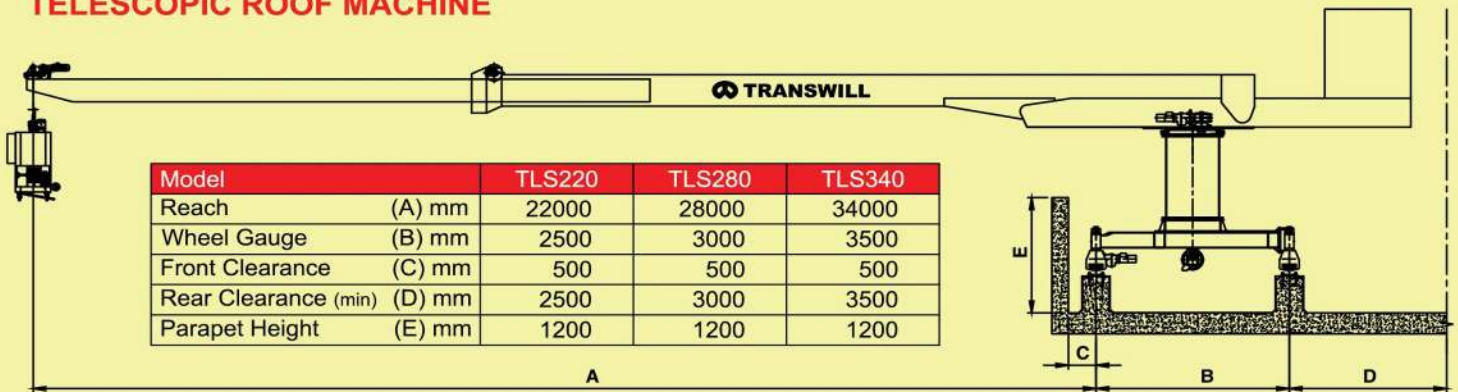 TELESCOPIC ROOF MACHINE
TRANSWILL
Model TLS220 TLS280 TLS340
Reach (A) mm 22000 28000 34000
Wheel Gauge (B) mm 2500 3000 3500
Front Clearance (C) mm 500 500 500
Rear Clearance (min) (D) mm 2500 3000 3500
Parapet Height (E) mm 1200 1200 1200
E
C
A B D